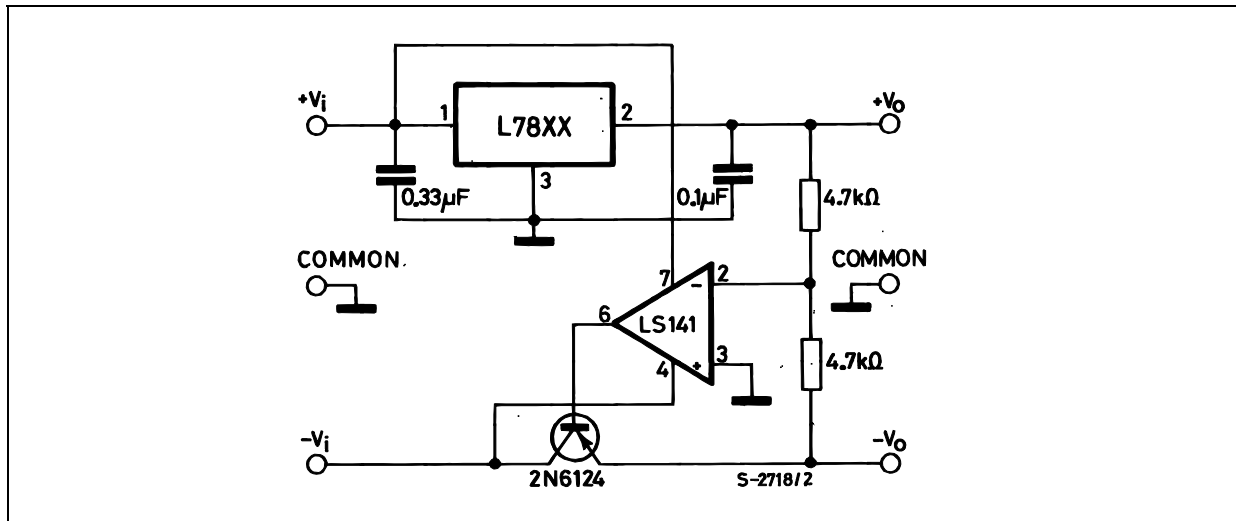 +Vi
1
L78XX
2
+Vo
3
0.33µF
0.1µF
4.7kΩ
COMMON
COMMON
7
2
-
6
LS141
3
+
4
4.7kΩ
-Vi
-Vo
2N6124
S-2718/2